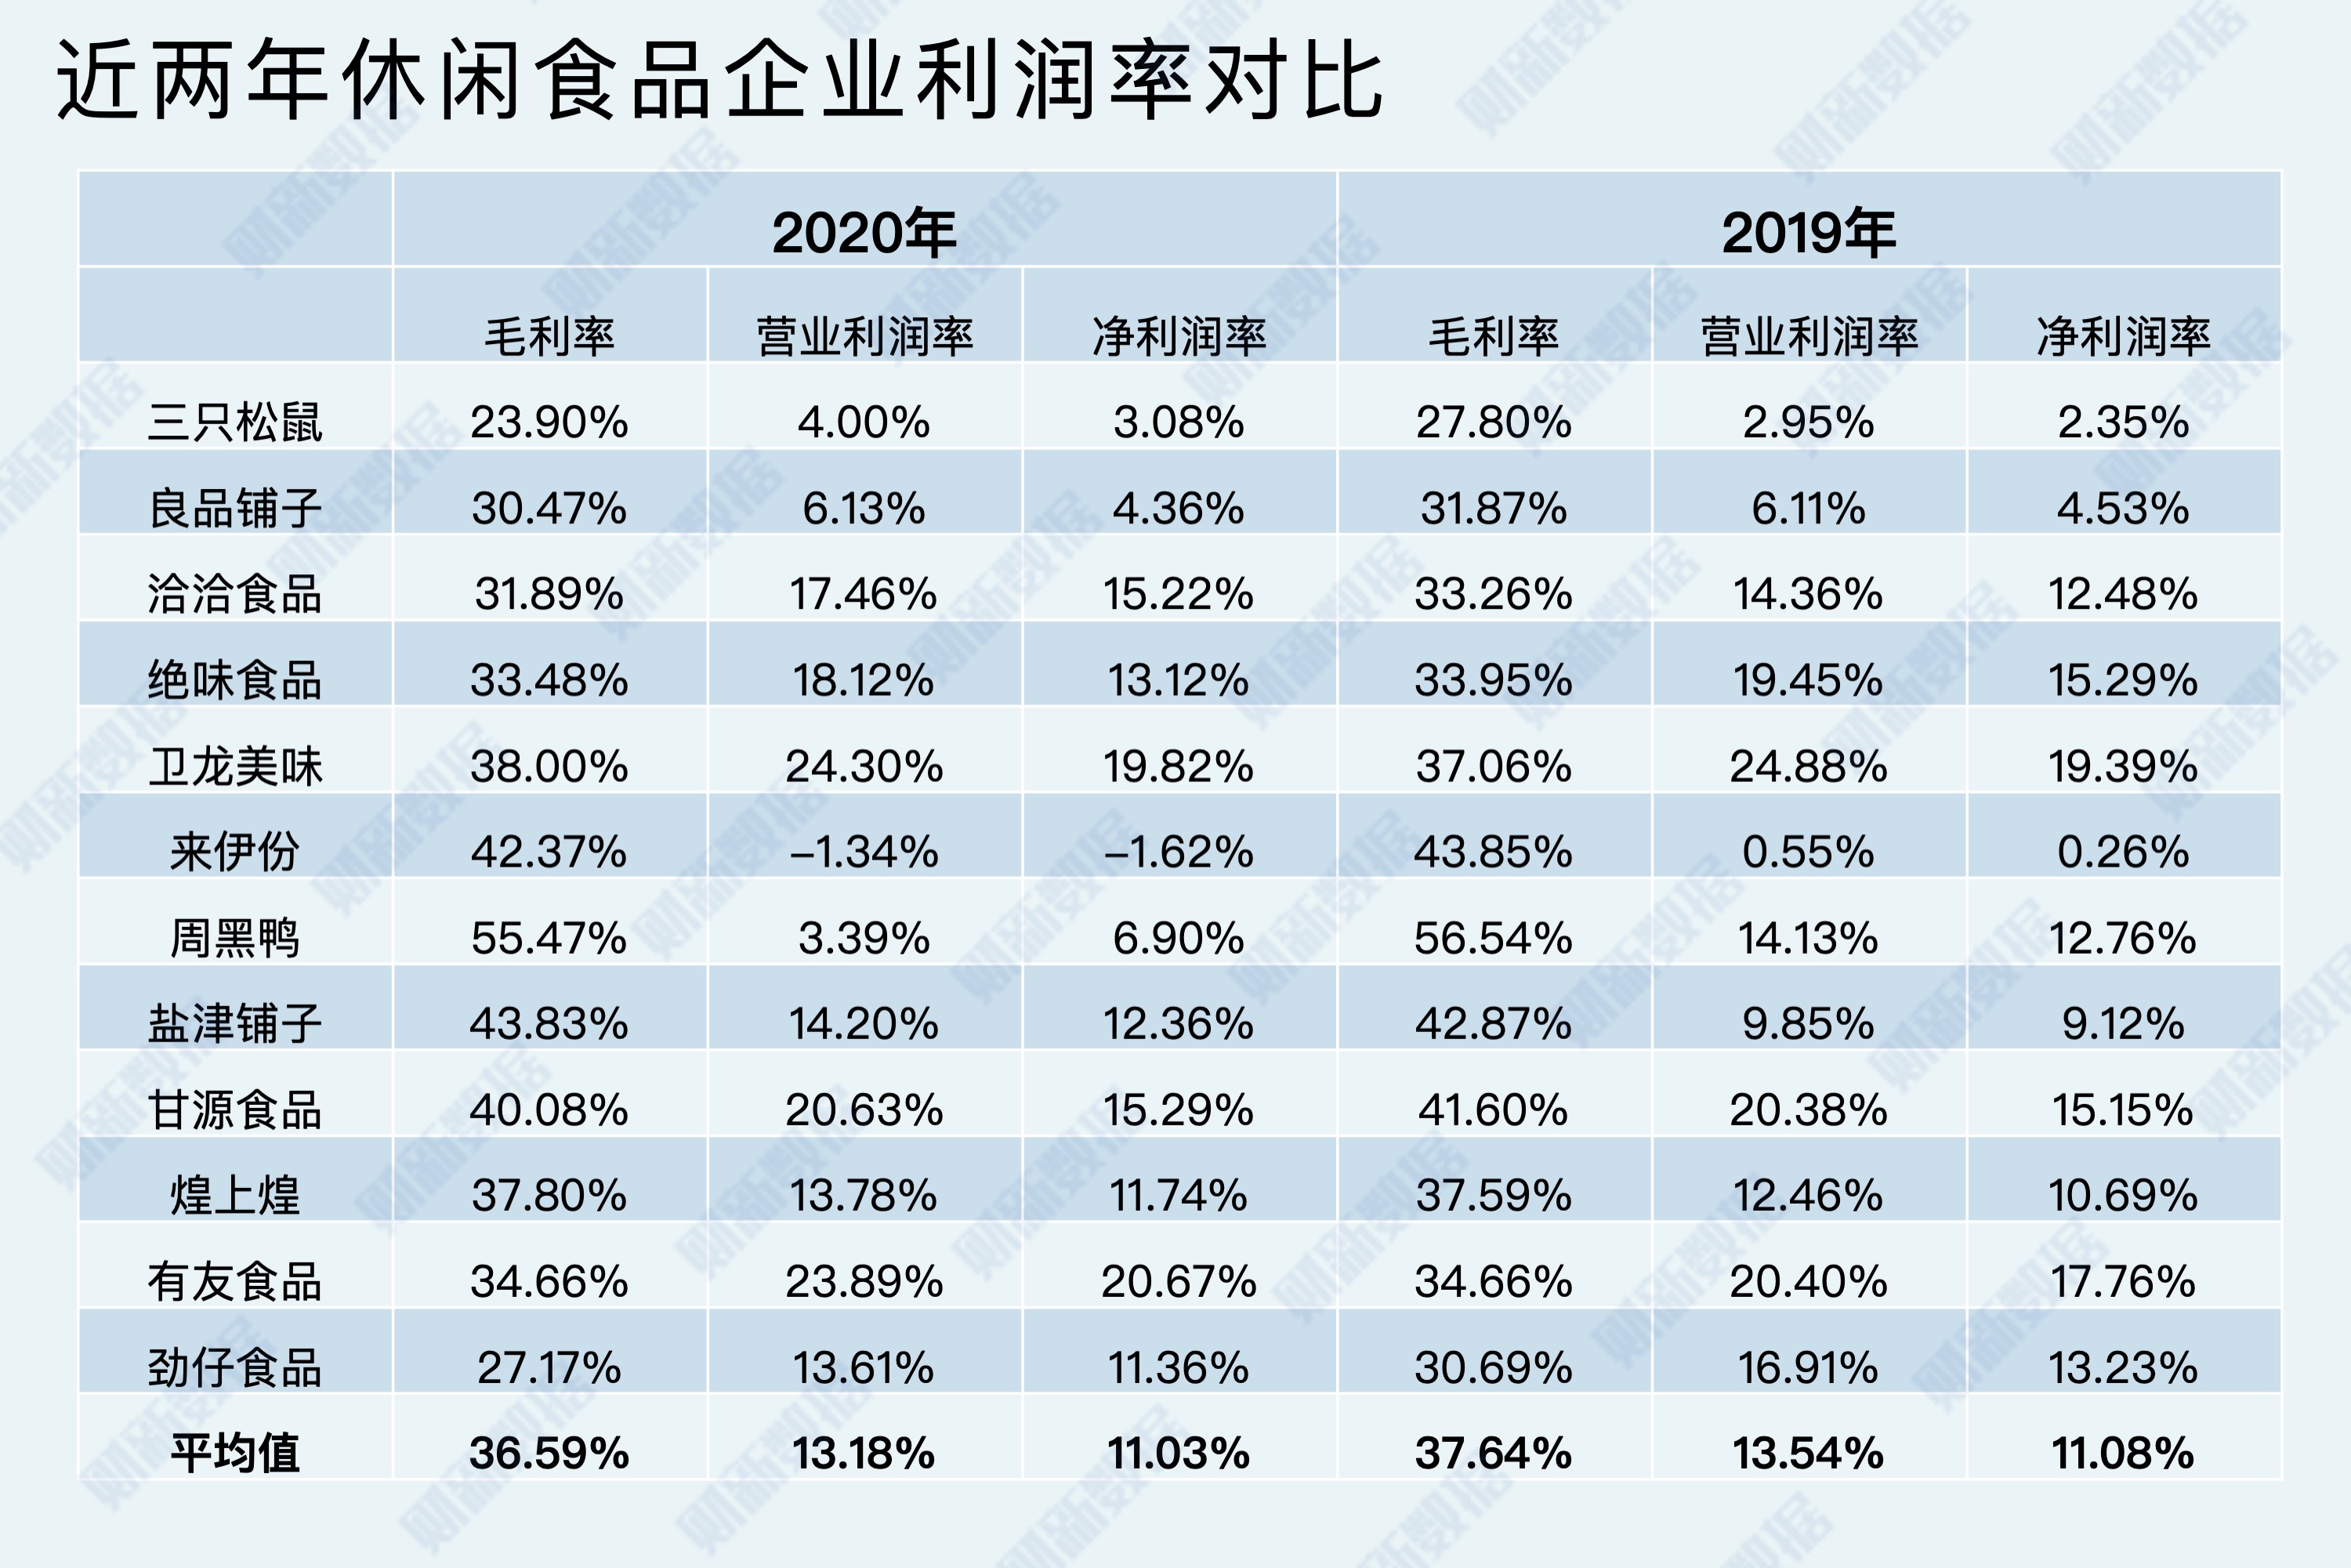 近两年休闲食品企业利润率对比
2020年 2019年
毛利率 营业利润率 净利润率 毛利率 营业利润率 净利润率
三只松鼠 23.90% 4.00% 3.08% 27.80% 2.95% 2.35%
良品铺子 30.47% 6.13% 4.36% 31.87% 6.11% 4.53%
洽洽食品 31.89% 17.46% 15.22% 33.26% 14.36% 12.48%
绝味食品 33.48% 18.12% 13.12% 33.95% 19.45% 15.29%
卫龙美味 38.00% 24.30% 19.82% 37.06% 24.88% 19.39%
来伊份 42.37% –1.34% –1.62% 43.85% 0.55% 0.26%
周黑鸭 55.47% 3.39% 6.90% 56.54% 14.13% 12.76%
盐津铺子 43.83% 14.20% 12.36% 42.87% 9.85% 9.12%
甘源食品 40.08% 20.63% 15.29% 41.60% 20.38% 15.15%
煌上煌 37.80% 13.78% 11.74% 37.59% 12.46% 10.69%
有友食品 34.66% 23.89% 20.67% 34.66% 20.40% 17.76%
劲仔食品 27.17% 13.61% 11.36% 30.69% 16.91% 13.23%
平均值 36.59% 13.18% 11.03% 37.64% 13.54% 11.08%
财新数据